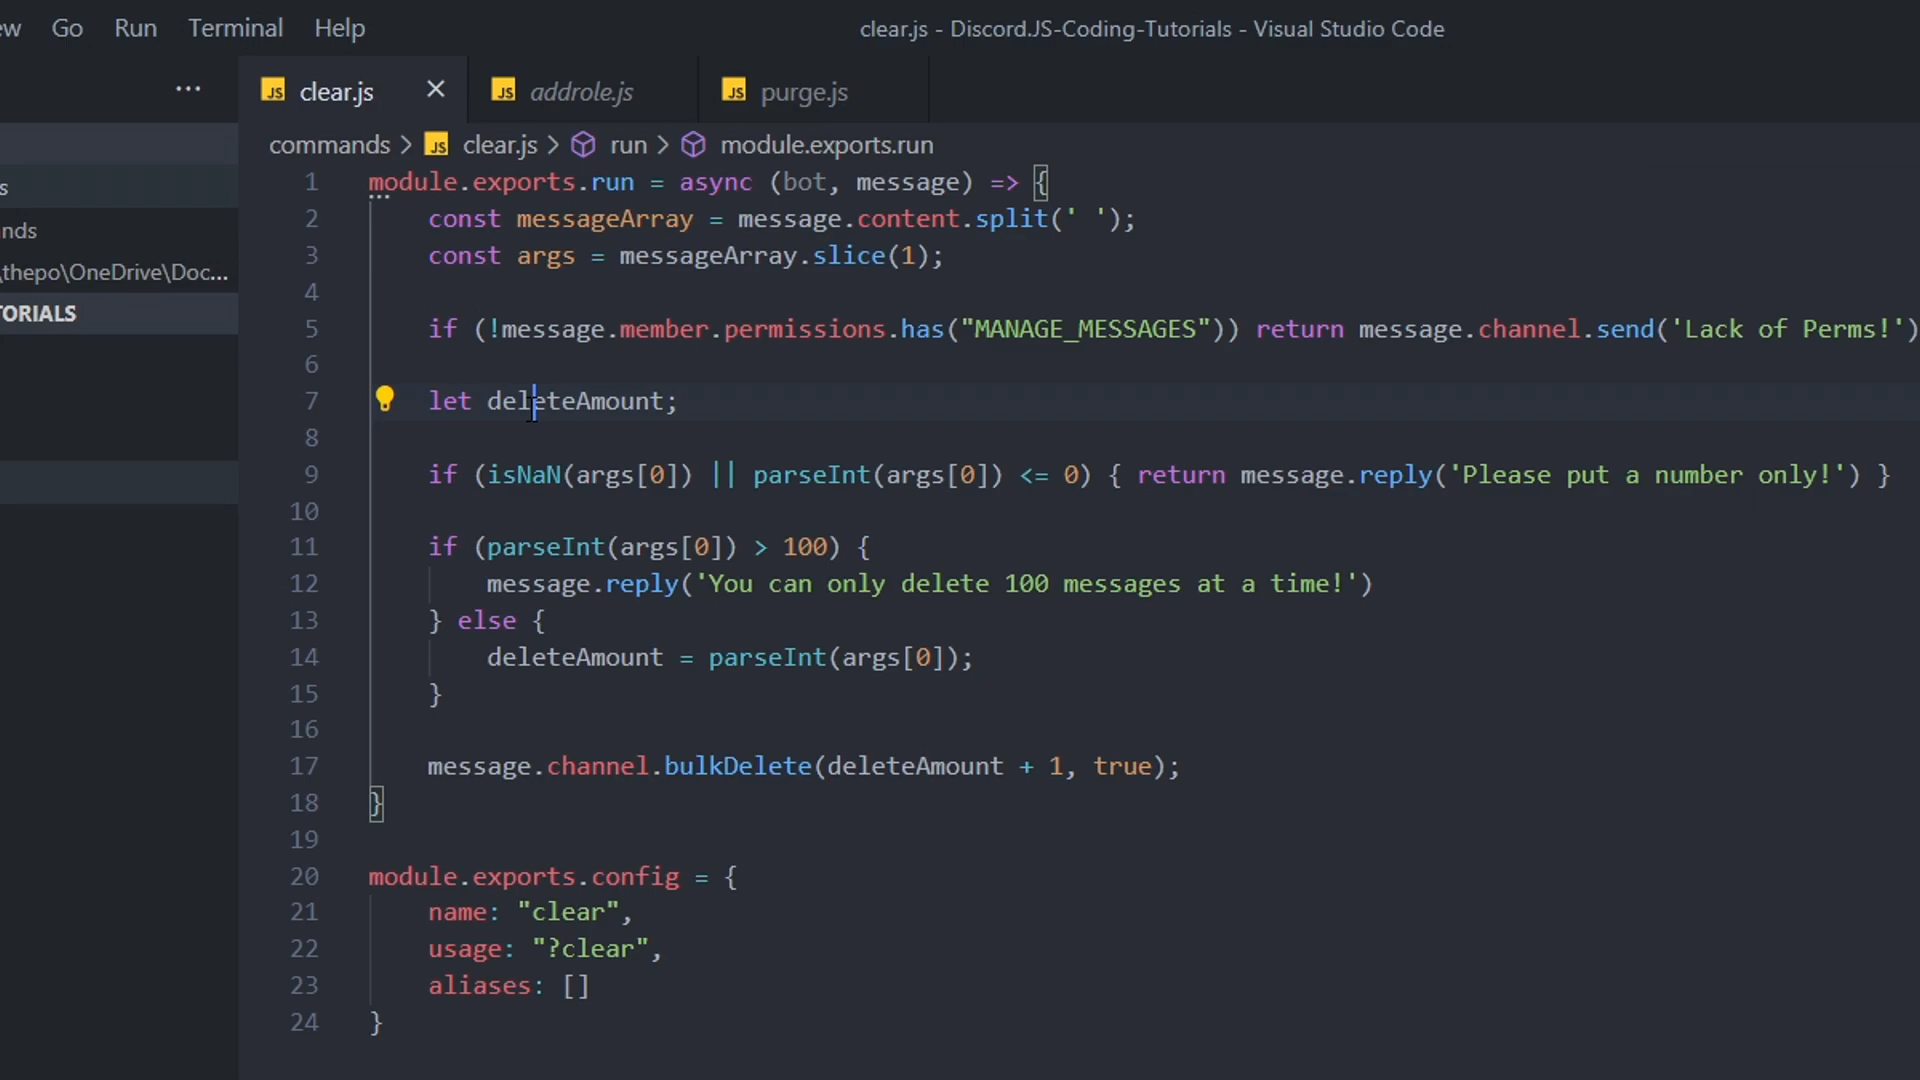 ew Go Run Terminal Help clear.js - Discord.JS-Coding-Tutorials - Visual Studio Code
... JS clear.js × JS addrole.js JS purge.js
commands > JS clear.js > run > module.exports.run
s
nds
\thepo\OneDrive\Doc...
TORIALS
1 module.exports.run = async (bot, message) => {
2 const messageArray = message.content.split(' ');
3 const args = messageArray.slice(1);
4
5 if (!message.member.permissions.has("MANAGE_MESSAGES")) return message.channel.send('Lack of Perms!')
6
7 let deleteAmount;
8
9 if (isNaN(args[0]) || parseInt(args[0]) <= 0) { return message.reply('Please put a number only!') }
10
11 if (parseInt(args[0]) > 100) {
12 message.reply('You can only delete 100 messages at a time!')
13 } else {
14 deleteAmount = parseInt(args[0]);
15 }
16
17 message.channel.bulkDelete(deleteAmount + 1, true);
18 }
19
20 module.exports.config = {
21 name: "clear",
22 usage: "?clear",
23 aliases: []
24 }